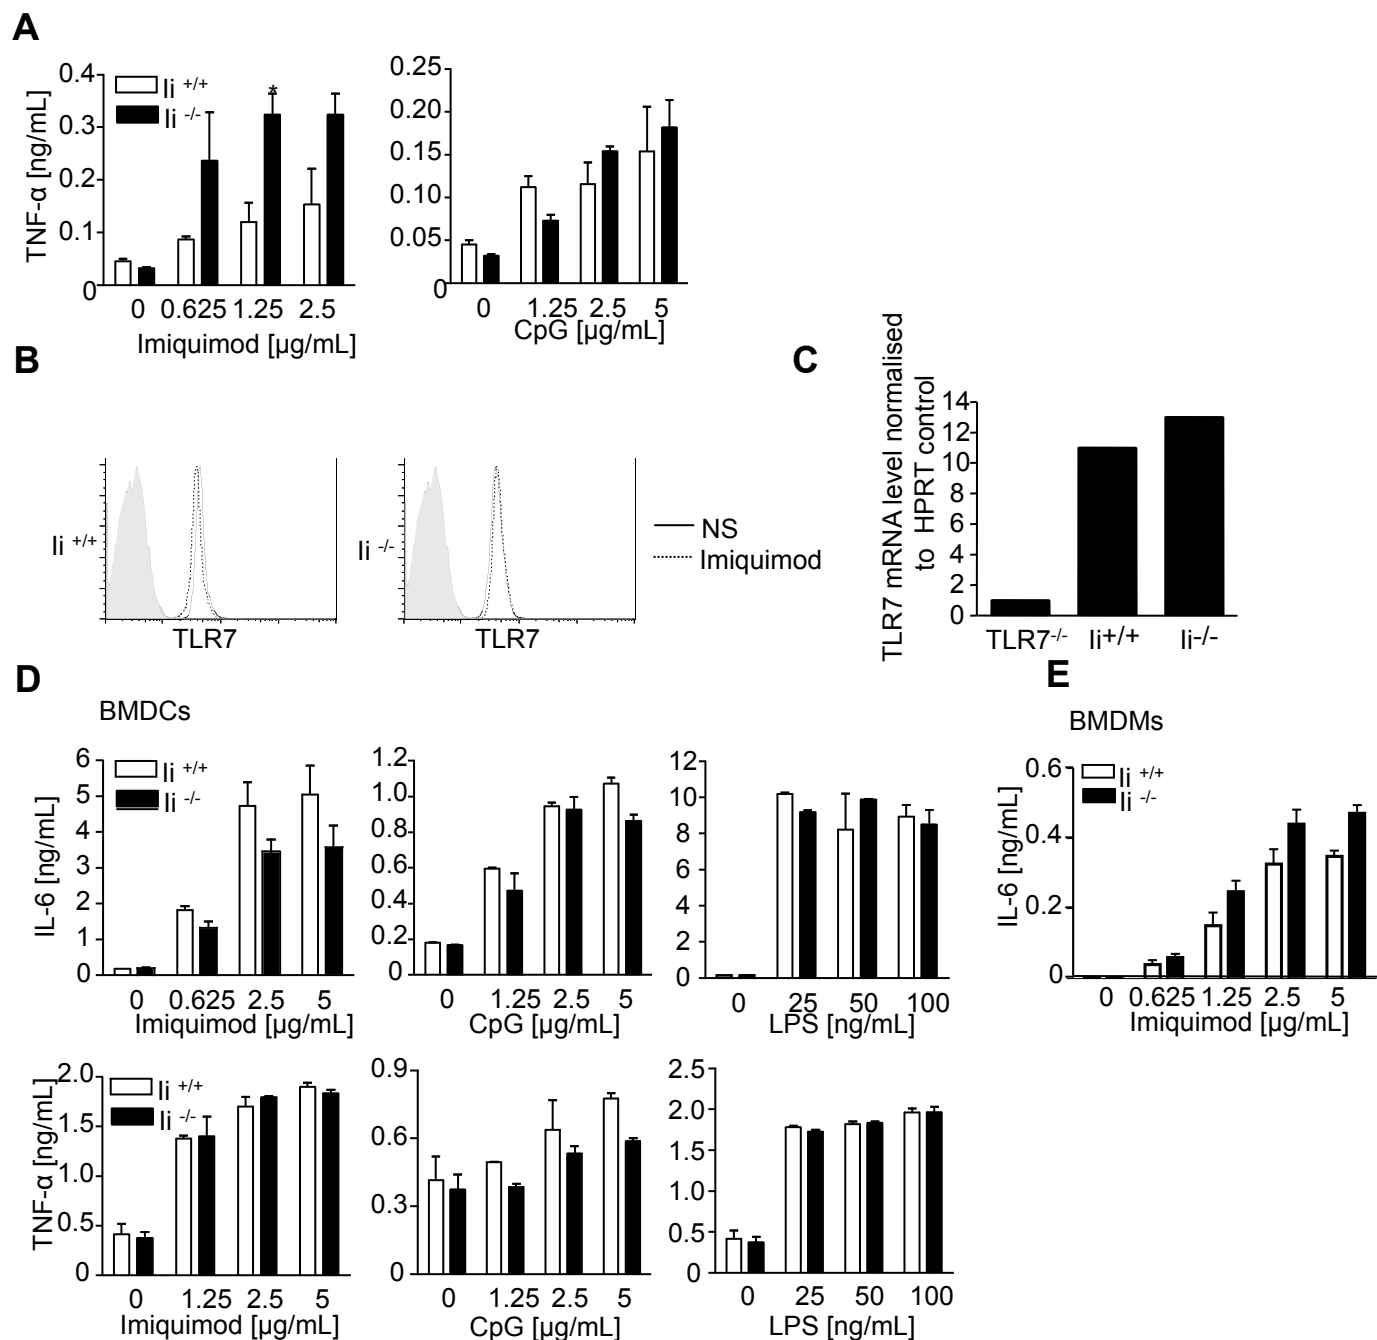 A
TNF-α [ng/mL]
0.4
0.3
0.2
0.1
0
Ii +/+
Ii -/-
*
0 0.625 1.25 2.5
Imiquimod [µg/mL]
0.25
0.20
0.15
0.10
0.05
0
0 1.25 2.5 5
CpG [µg/mL]
B
Ii +/+
TLR7
Ii -/-
TLR7
NS
Imiquimod
C
TLR7 mRNA level normalised
to HPRT control
14
12
10
8
6
4
2
0
TLR7-/- Ii+/+ Ii-/-
D
BMDCs
IL-6 [ng/mL]
6
5
4
3
2
1
0
Ii +/+
Ii -/-
0 0.625 2.5 5
Imiquimod [µg/mL]
1.2
1.0
0.8
0.6
0.4
0.2
0
0 1.25 2.5 5
CpG [µg/mL]
12
10
8
6
4
2
0
0 25 50 100
LPS [ng/mL]
E
BMDMs
IL-6 [ng/mL]
0.6
0.4
0.2
0
Ii +/+
Ii -/-
0 0.625 1.25 2.5 5
Imiquimod [µg/mL]
TNF-α [ng/mL]
2.0
1.5
1.0
0.5
0
Ii +/+
Ii -/-
0 1.25 2.5 5
Imiquimod [µg/mL]
0.9
0.6
0.3
0
0 1.25 2.5 5
CpG [µg/mL]
2.5
2.0
1.5
1.0
0.5
0
0 25 50 100
LPS [ng/mL]